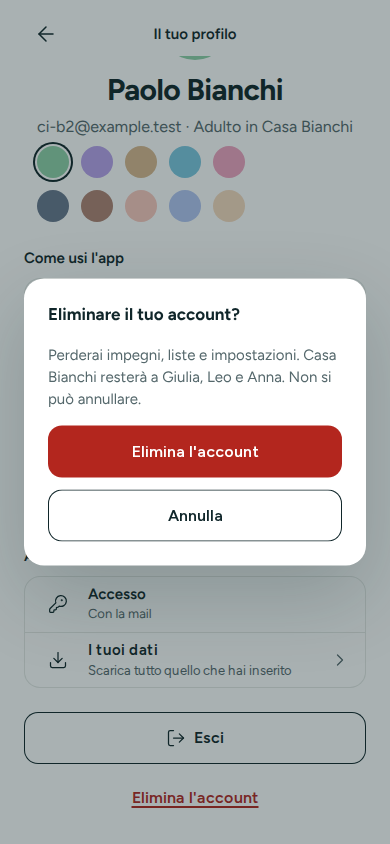 Il tuo profilo
Paolo Bianchi
ci-b2@example.test · Adulto in Casa Bianchi
Come usi l'app
Eliminare il tuo account?
Perderai impegni, liste e impostazioni. Casa
Bianchi resterà a Giulia, Leo e Anna. Non si
può annullare.
Elimina l'account
Annulla
Accesso
Con la mail
I tuoi dati
Scarica tutto quello che hai inserito
Esci
Elimina l'account